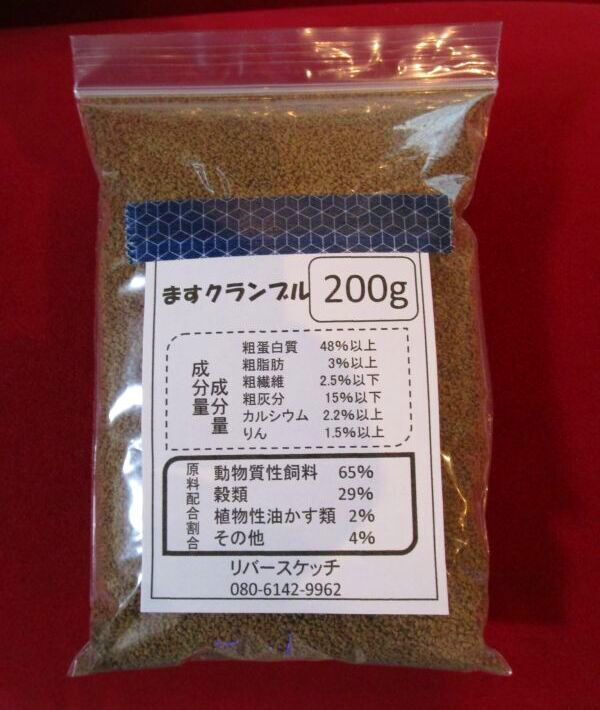 ますクランブル 200g
成分量
成分量
粗蛋白質 48%以上
粗脂肪 3%以上
粗繊維 2.5%以下
粗灰分 15%以下
カルシウム 2.2%以上
りん 1.5%以上
原料配合割合
動物質性飼料 65%
穀類 29%
植物性油かす類 2%
その他 4%
リバースケッチ
080-6142-9962